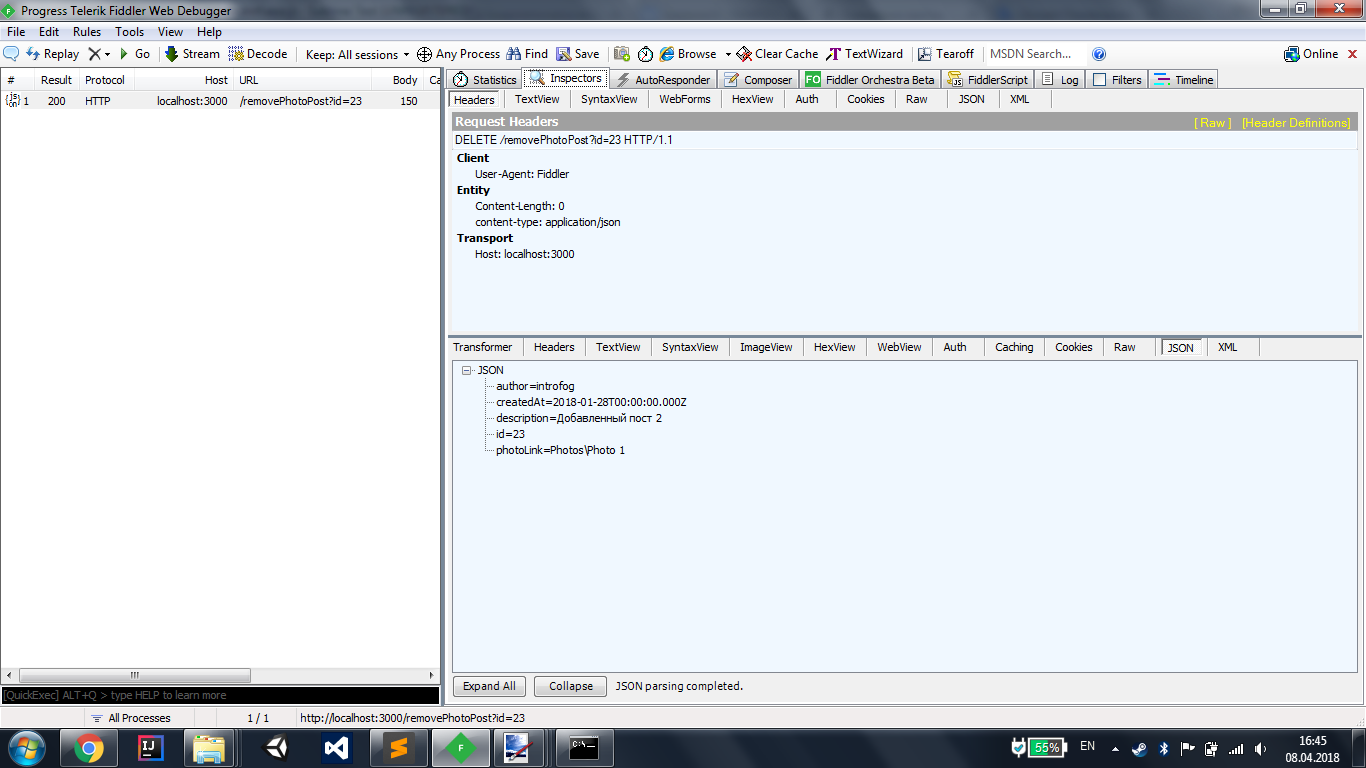 Progress Telerik Fiddler Web Debugger
File Edit Rules Tools View Help
Replay Go Stream Decode Keep: All sessions Any Process Find Save Browse Clear Cache TextWizard Tearoff MSDN Search... Online
# Result Protocol Host URL Body Ca
1 200 HTTP localhost:3000 /removePhotoPost?id=23 150
Statistics Inspectors AutoResponder Composer FO Fiddler Orchestra Beta FiddlerScript Log Filters Timeline
Headers TextView SyntaxView WebForms HexView Auth Cookies Raw JSON XML
Request Headers [ Raw ] [Header Definitions]
DELETE /removePhotoPost?id=23 HTTP/1.1
Client
User-Agent: Fiddler
Entity
Content-Length: 0
content-type: application/json
Transport
Host: localhost:3000
Transformer Headers TextView SyntaxView ImageView HexView WebView Auth Caching Cookies Raw JSON XML
JSON
author=introfog
createdAt=2018-01-28T00:00:00.000Z
description=Добавленный пост 2
id=23
photoLink=Photos\Photo 1
Expand All Collapse JSON parsing completed.
[QuickExec] ALT+Q > type HELP to learn more
All Processes 1 / 1 http://localhost:3000/removePhotoPost?id=23
IJ C:\ 55% EN 16:45
08.04.2018